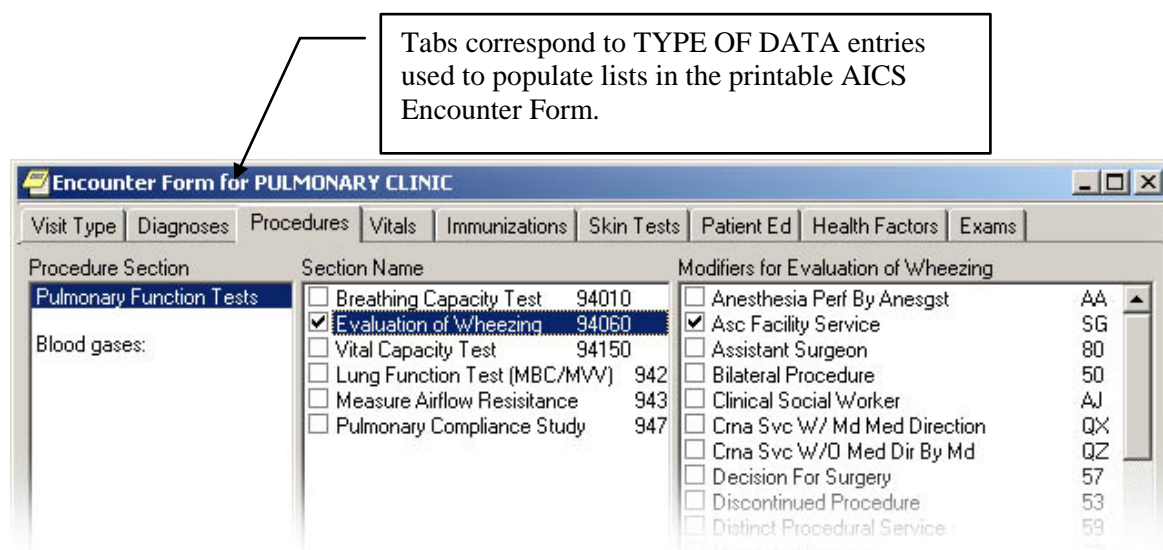 Tabs correspond to TYPE OF DATA entries
used to populate lists in the printable AICS
Encounter Form.
Encounter Form for PULMONARY CLINIC
Visit Type Diagnoses Procedures Vitals Immunizations Skin Tests Patient Ed Health Factors Exams
Procedure Section
Pulmonary Function Tests
Blood gases:
Section Name
Breathing Capacity Test 94010
Evaluation of Wheezing 94060
Vital Capacity Test 94150
Lung Function Test (MBC/MVV) 942
Measure Airflow Resisitance 943
Pulmonary Compliance Study 947
Modifiers for Evaluation of Wheezing
Anesthesia Perf By Anesgst AA
Asc Facility Service SG
Assistant Surgeon 80
Bilateral Procedure 50
Clinical Social Worker AJ
Crna Svc W/ Md Med Direction QX
Crna Svc W/O Med Dir By Md QZ
Decision For Surgery 57
Discontinued Procedure 53
Distinct Procedural Service 59